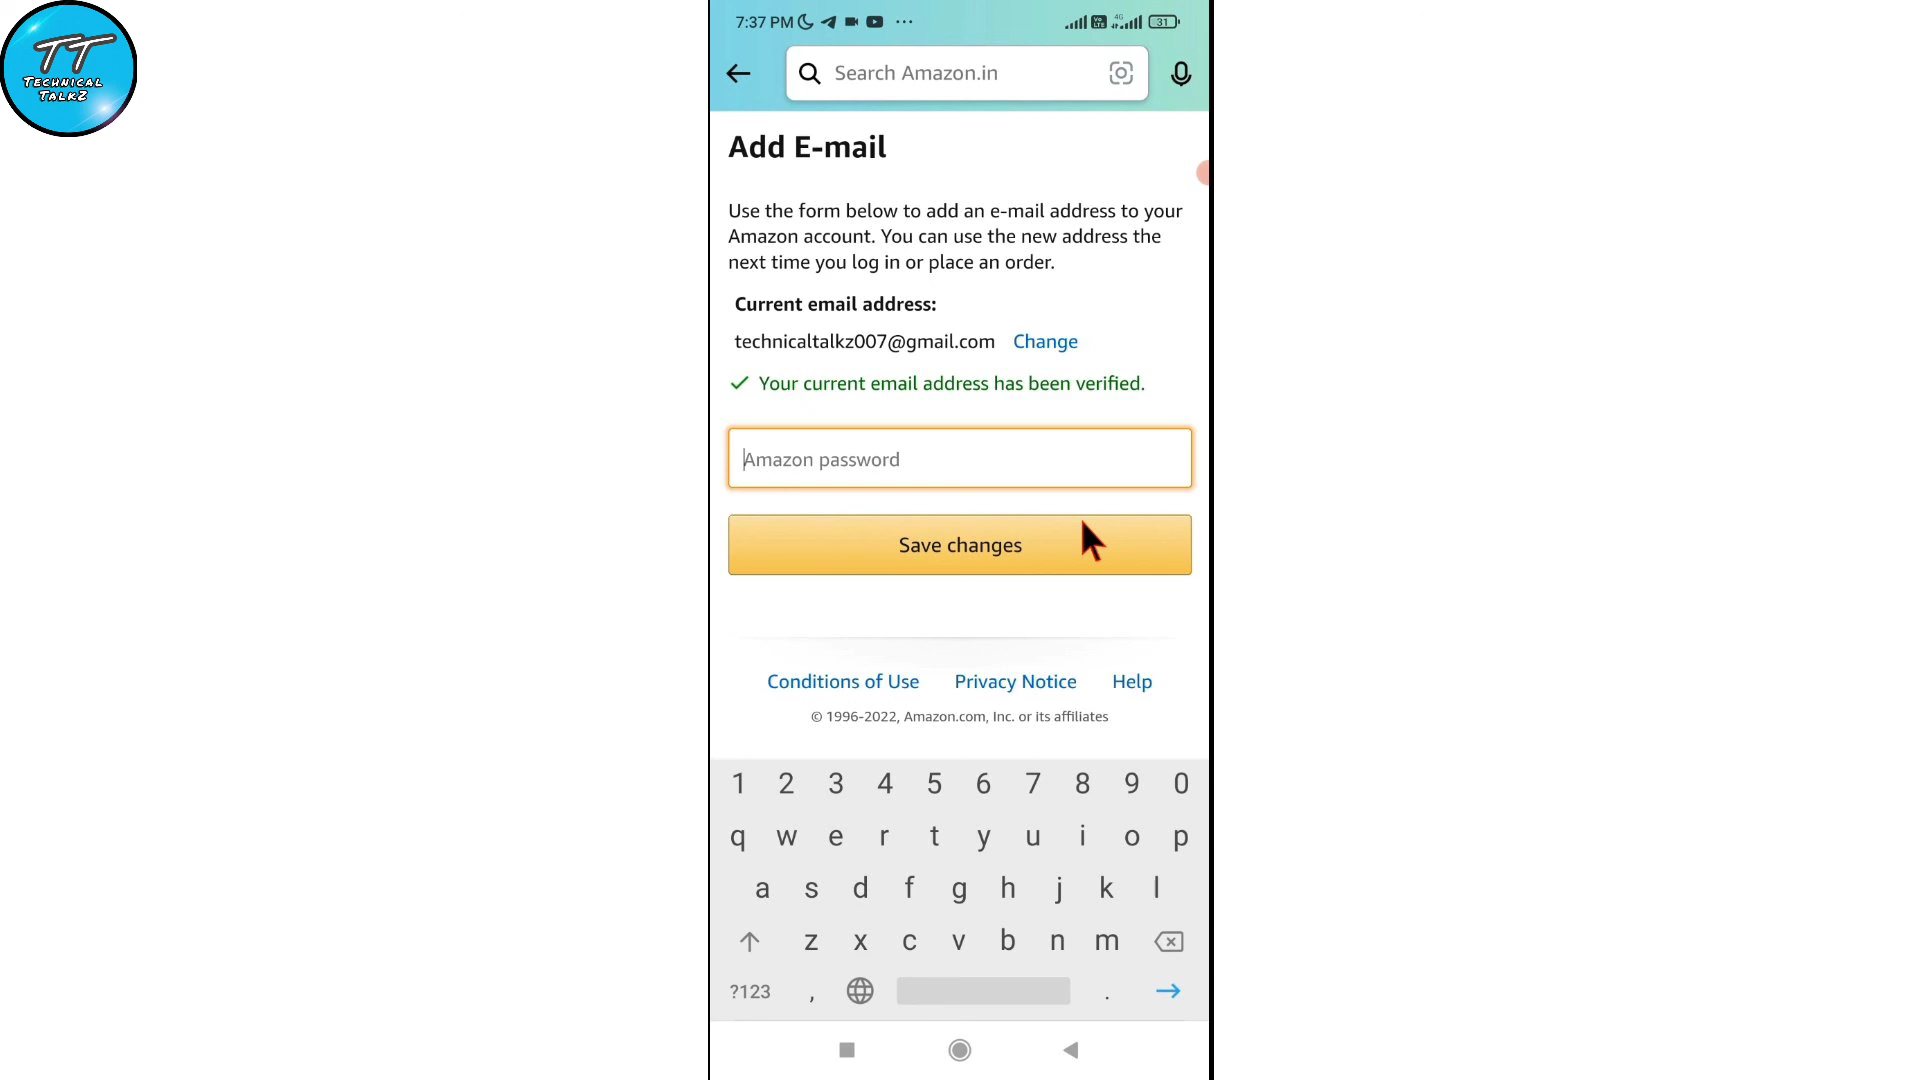 TT
TECHNICAL
TALKZ
7:37 PM ... Vo LTE 4G 31
Search Amazon.in
Add E-mail
Use the form below to add an e-mail address to your
Amazon account. You can use the new address the
next time you log in or place an order.
Current email address:
technicaltalkz007@gmail.com Change
Your current email address has been verified.
Amazon password
Save changes
Conditions of Use Privacy Notice Help
© 1996-2022, Amazon.com, Inc. or its affiliates
1 2 3 4 5 6 7 8 9 0
q w e r t y u i o p
a s d f g h j k l
z x c v b n m
?123 , .